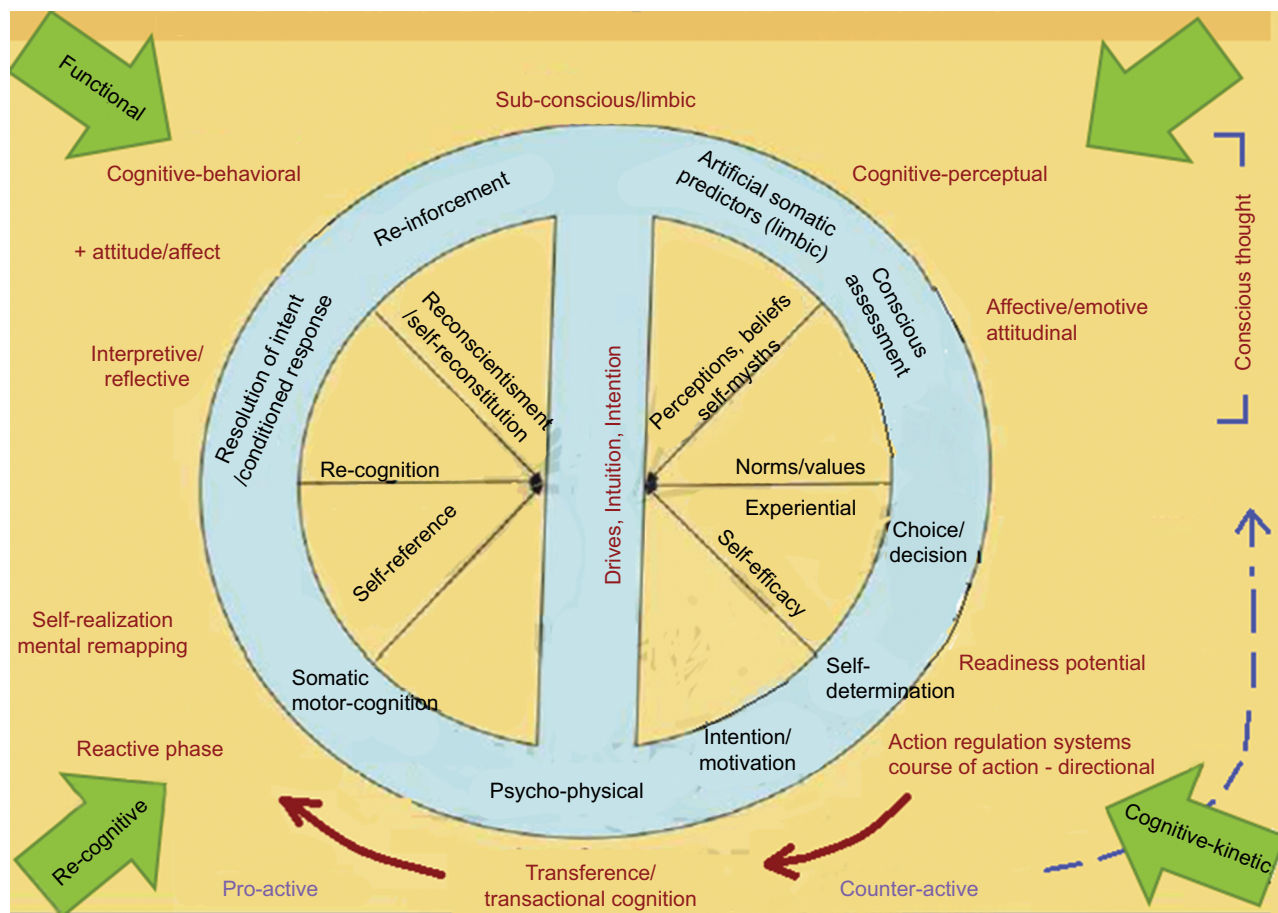 Functional
Sub-conscious/limbic
Cognitive-behavioral
Cognitive-perceptual
+ attitude/affect
Affective/emotive
attitudinal
Interpretive/
reflective
Conscious thought
Re-inforcement
Artificial somatic
predictors (limbic)
Conscious
assessment
Resolution of intent
/conditioned response
Reconscientisment
/self-reconstitution
Drives, Intuition, Intention
Perceptions, beliefs
self-mysths
Re-cognition
Norms/values
Experiential
Self-reference
Self-efficacy
Choice/
decision
Self-realization
mental remapping
Somatic
motor-cognition
Self-
determination
Readiness potential
Intention/
motivation
Reactive phase
Action regulation systems
course of action - directional
Psycho-physical
Re-cognitive
Cognitive-kinetic
Pro-active
Transference/
transactional cognition
Counter-active